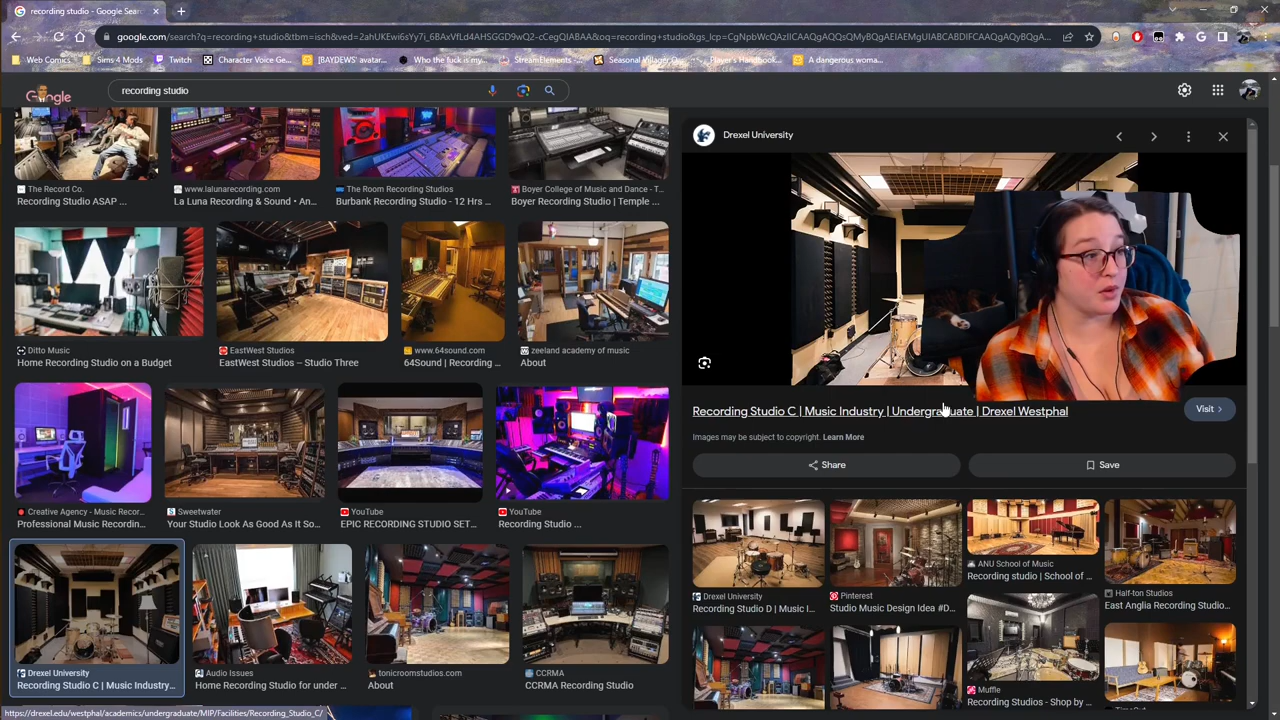 recording studio - Google Sear
google.com/search?q=recording+studio&tbm=isch&ved=2ahUKEwi6sYy7i_6BAxVfLd4AHSGGD9wQ2-cCegQIABAA&oq=recording+studio&gs_lcp=CgNpbWcQAzIICAAQgAQQsQMyBQgAEIAEMgUIABCABDIFCAAQgAQyBQgA...
Web Comics Sims 4 Mods Twitch Character Voice Ge... [BAYDEWS' avatar... Who the fuck is my... StreamElements -... Seasonal Villager Ou... Player's Handbook... A dangerous woma...
Google
recording studio
The Record Co.
Recording Studio ASAP ...
www.lalunarecording.com
La Luna Recording & Sound • An...
The Room Recording Studios
Burbank Recording Studio - 12 Hrs ...
Boyer College of Music and Dance - T...
Boyer Recording Studio | Temple ...
Ditto Music
Home Recording Studio on a Budget
EastWest Studios
EastWest Studios – Studio Three
www.64sound.com
64Sound | Recording ...
zeeland academy of music
About
Creative Agency - Music Recor...
Professional Music Recordin...
Sweetwater
Your Studio Look As Good As It So...
YouTube
EPIC RECORDING STUDIO SET...
YouTube
Recording Studio ...
Drexel University
Recording Studio C | Music Industry...
Audio Issues
Home Recording Studio for under ...
tonicroomstudios.com
About
CCRMA
CCRMA Recording Studio
https://drexel.edu/westphal/academics/undergraduate/MIP/Facilities/Recording_Studio_C/
Drexel University
Recording Studio C | Music Industry | Undergraduate | Drexel Westphal
Visit
Images may be subject to copyright. Learn More
Share
Save
Drexel University
Recording Studio D | Music I...
Pinterest
Studio Music Design Idea #D...
ANU School of Music
Recording studio | School of ...
Half-ton Studios
East Anglia Recording Studio...
Muffle
Recording Studios - Shop by ...
TimeOut